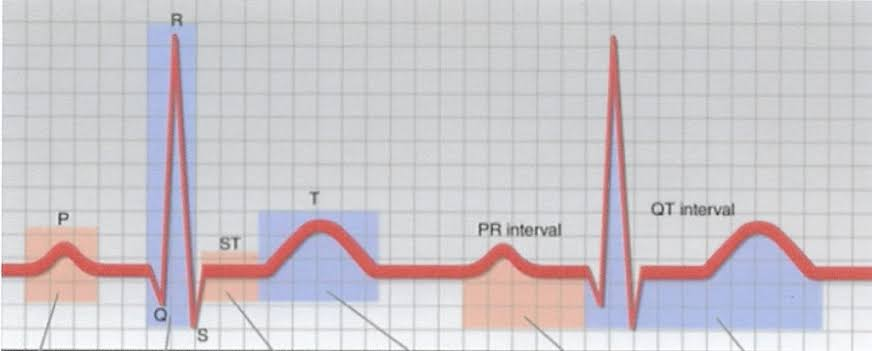 R
P
ST
T
Q
S
PR interval
QT interval